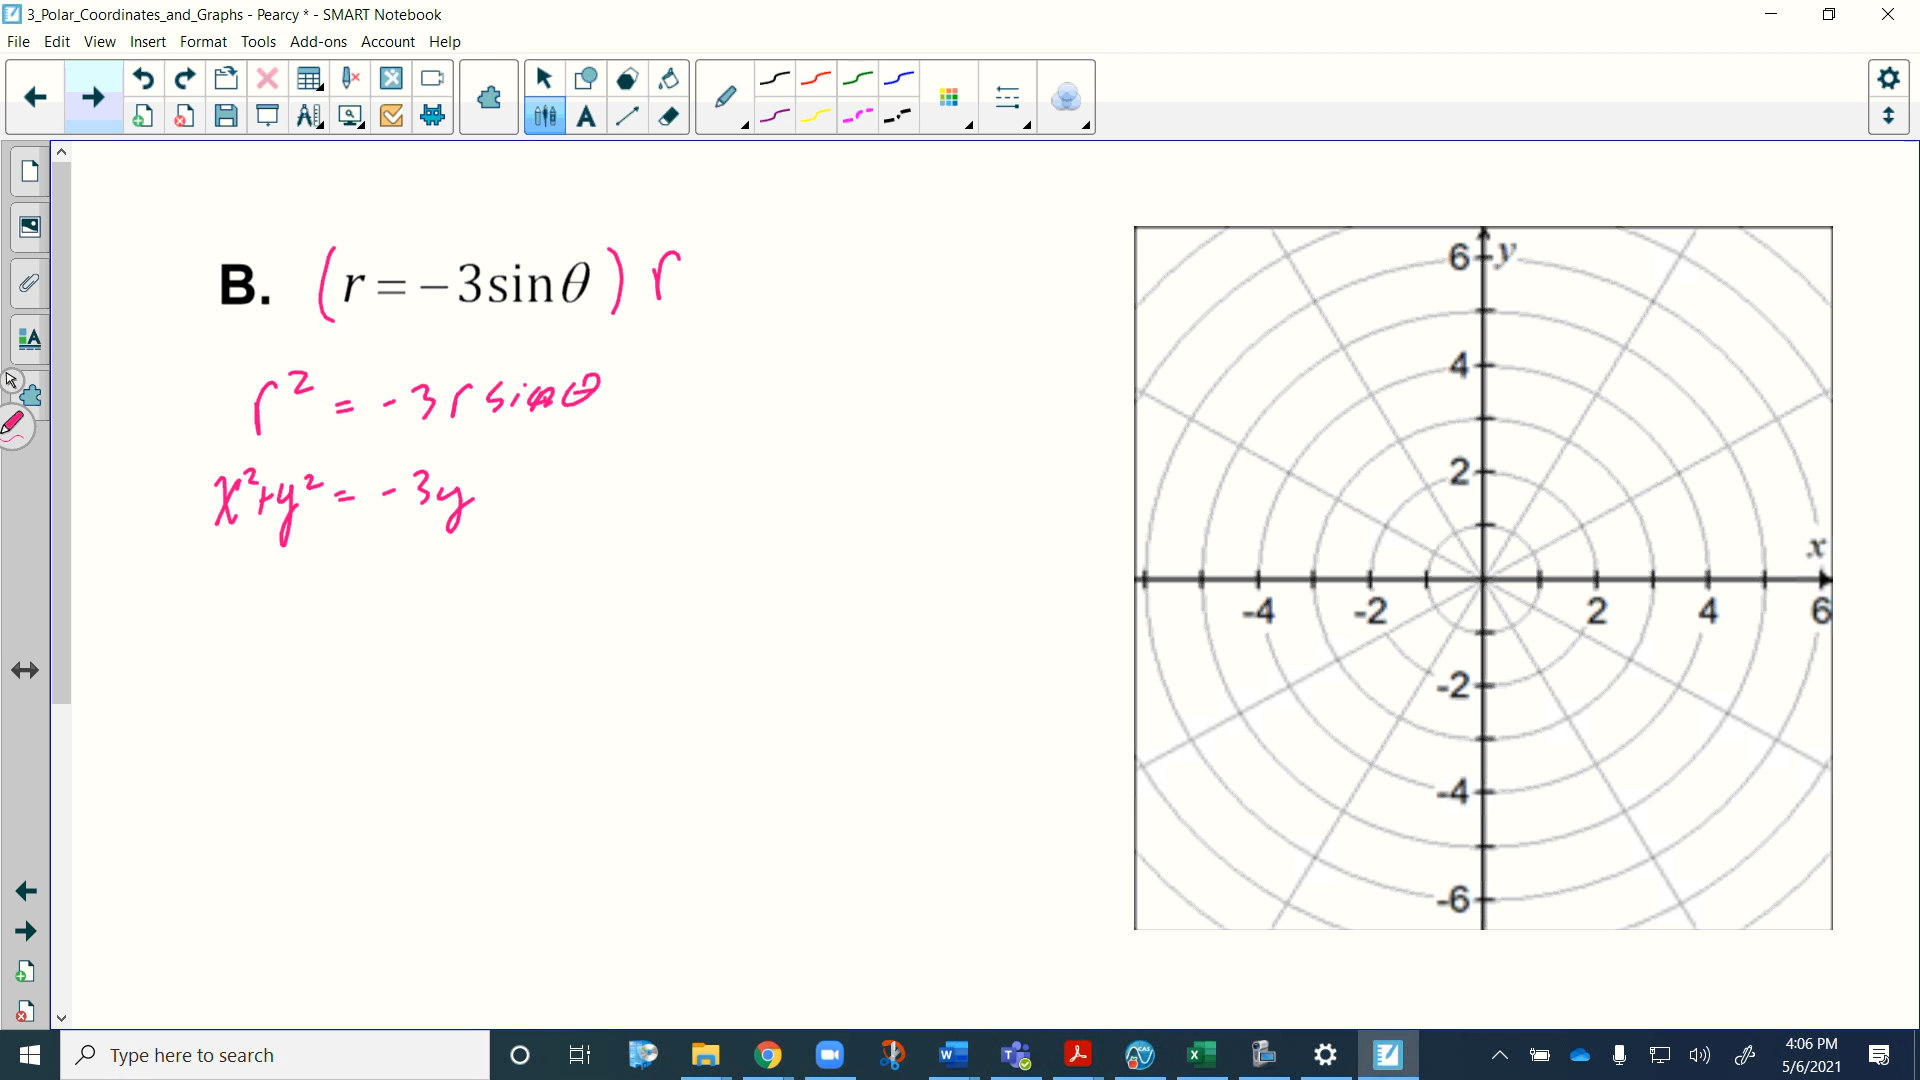 3_Polar_Coordinates_and_Graphs - Pearcy * - SMART Notebook
File Edit View Insert Format Tools Add-ons Account Help
B. (r = −3sinθ) r
r² = -3r sinθ
x²+y² = -3y
6 y
4
2
x
-4 -2 2 4 6
-2
-4
-6
Type here to search
4:06 PM
5/6/2021